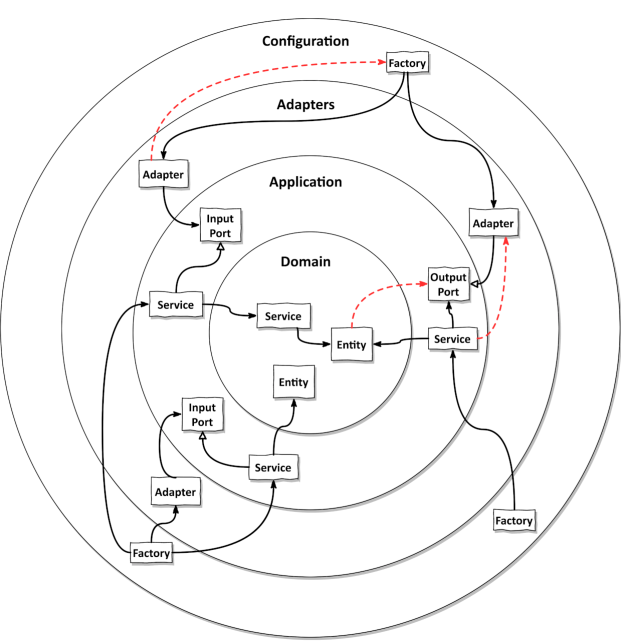 Configuration
Factory
Adapters
Adapter
Application
Input
Port
Adapter
Domain
Output
Port
Service
Service
Entity
Service
Entity
Input
Port
Service
Adapter
Factory
Factory